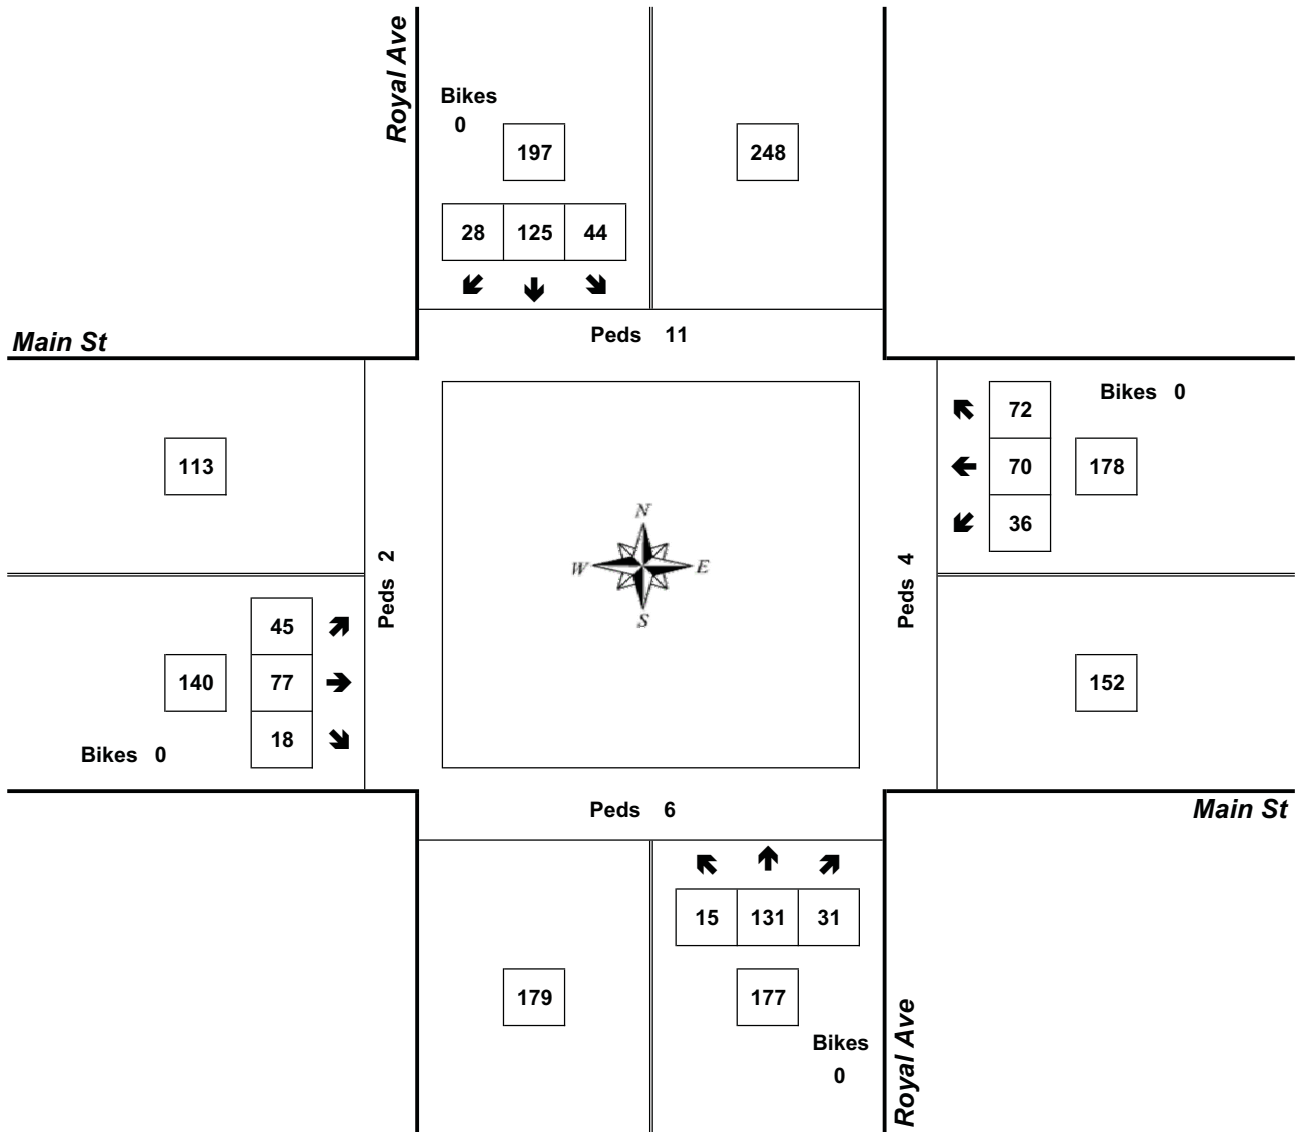 Royal Ave
Bikes
0
197
248
28 125 44
Peds 11
Main St
72
Bikes 0
113
70
178
36
N
W E
S
Peds 2
Peds 4
45
140
77
152
18
Bikes 0
Peds 6
Main St
15 131 31
179
177
Bikes
0
Royal Ave